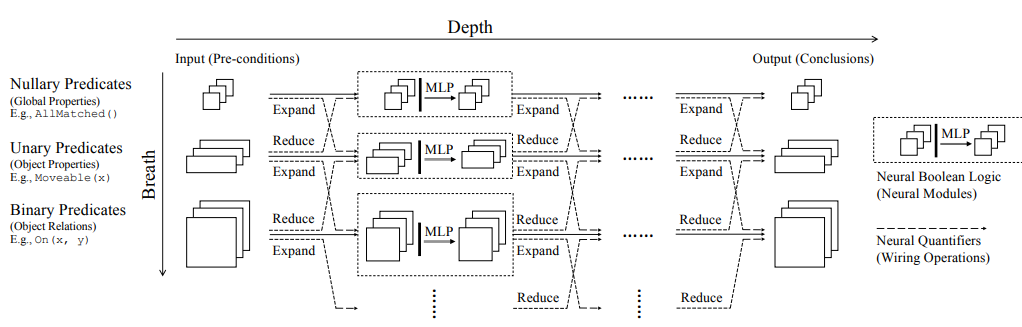 Depth
Input (Pre-conditions)
Output (Conclusions)
Breath
Nullary Predicates
(Global Properties)
E.g., AllMatched()
Unary Predicates
(Object Properties)
E.g., Moveable(x)
Binary Predicates
(Object Relations)
E.g., On(x, y)
Expand
Reduce
Expand
Reduce
Expand
MLP
MLP
MLP
Expand
Reduce
Expand
Reduce
Expand
Reduce
......
......
......
Expand
Reduce
Expand
Reduce
Expand
Reduce
MLP
Neural Boolean Logic
(Neural Modules)
Neural Quantifiers
(Wiring Operations)